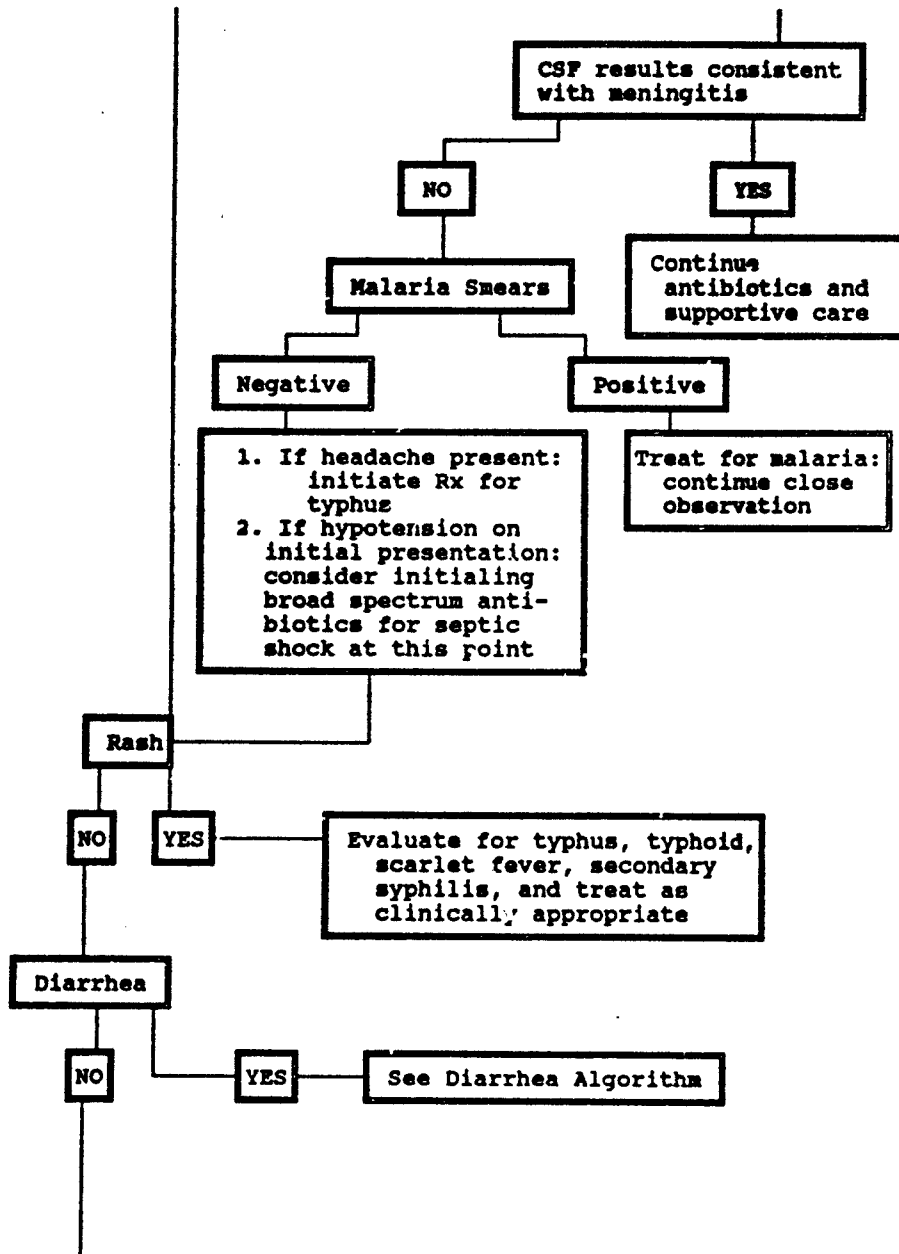 CSF results consistent
with meningitis
NO
YES
Malaria Smears
Continue
antibiotics and
supportive care
Negative
Positive
1. If headache present:
initiate Rx for
typhus
2. If hypotension on
initial presentation:
consider initialing
broad spectrum anti-
biotics for septic
shock at this point
Treat for malaria:
continue close
observation
Rash
NO
YES
Evaluate for typhus, typhoid,
scarlet fever, secondary
syphilis, and treat as
clinically appropriate
Diarrhea
NO
YES
See Diarrhea Algorithm